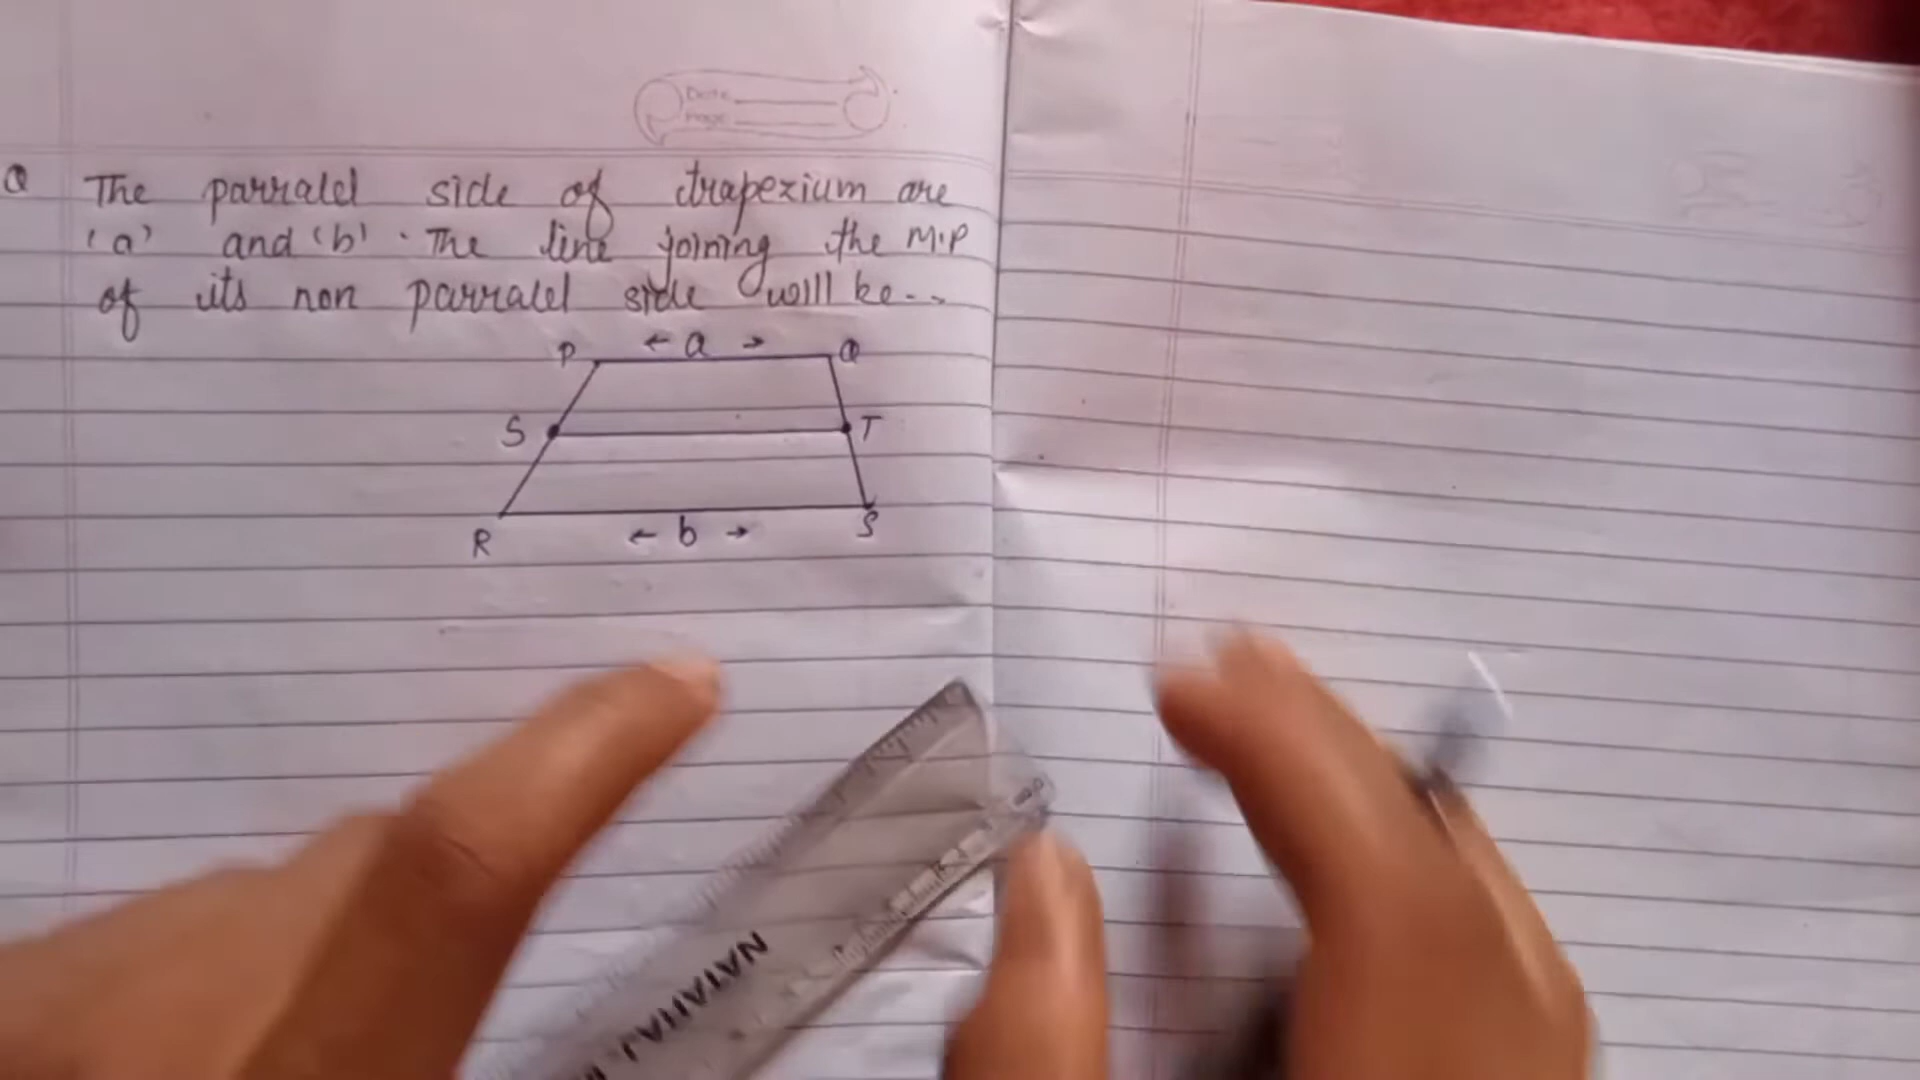 Date
Page
Q The parralel side of trapezium are
'a' and 'b'. The line joining the M.P
of its non parralel side will be...
P ← a → Q
S T
R ← b → S
NATARAJ